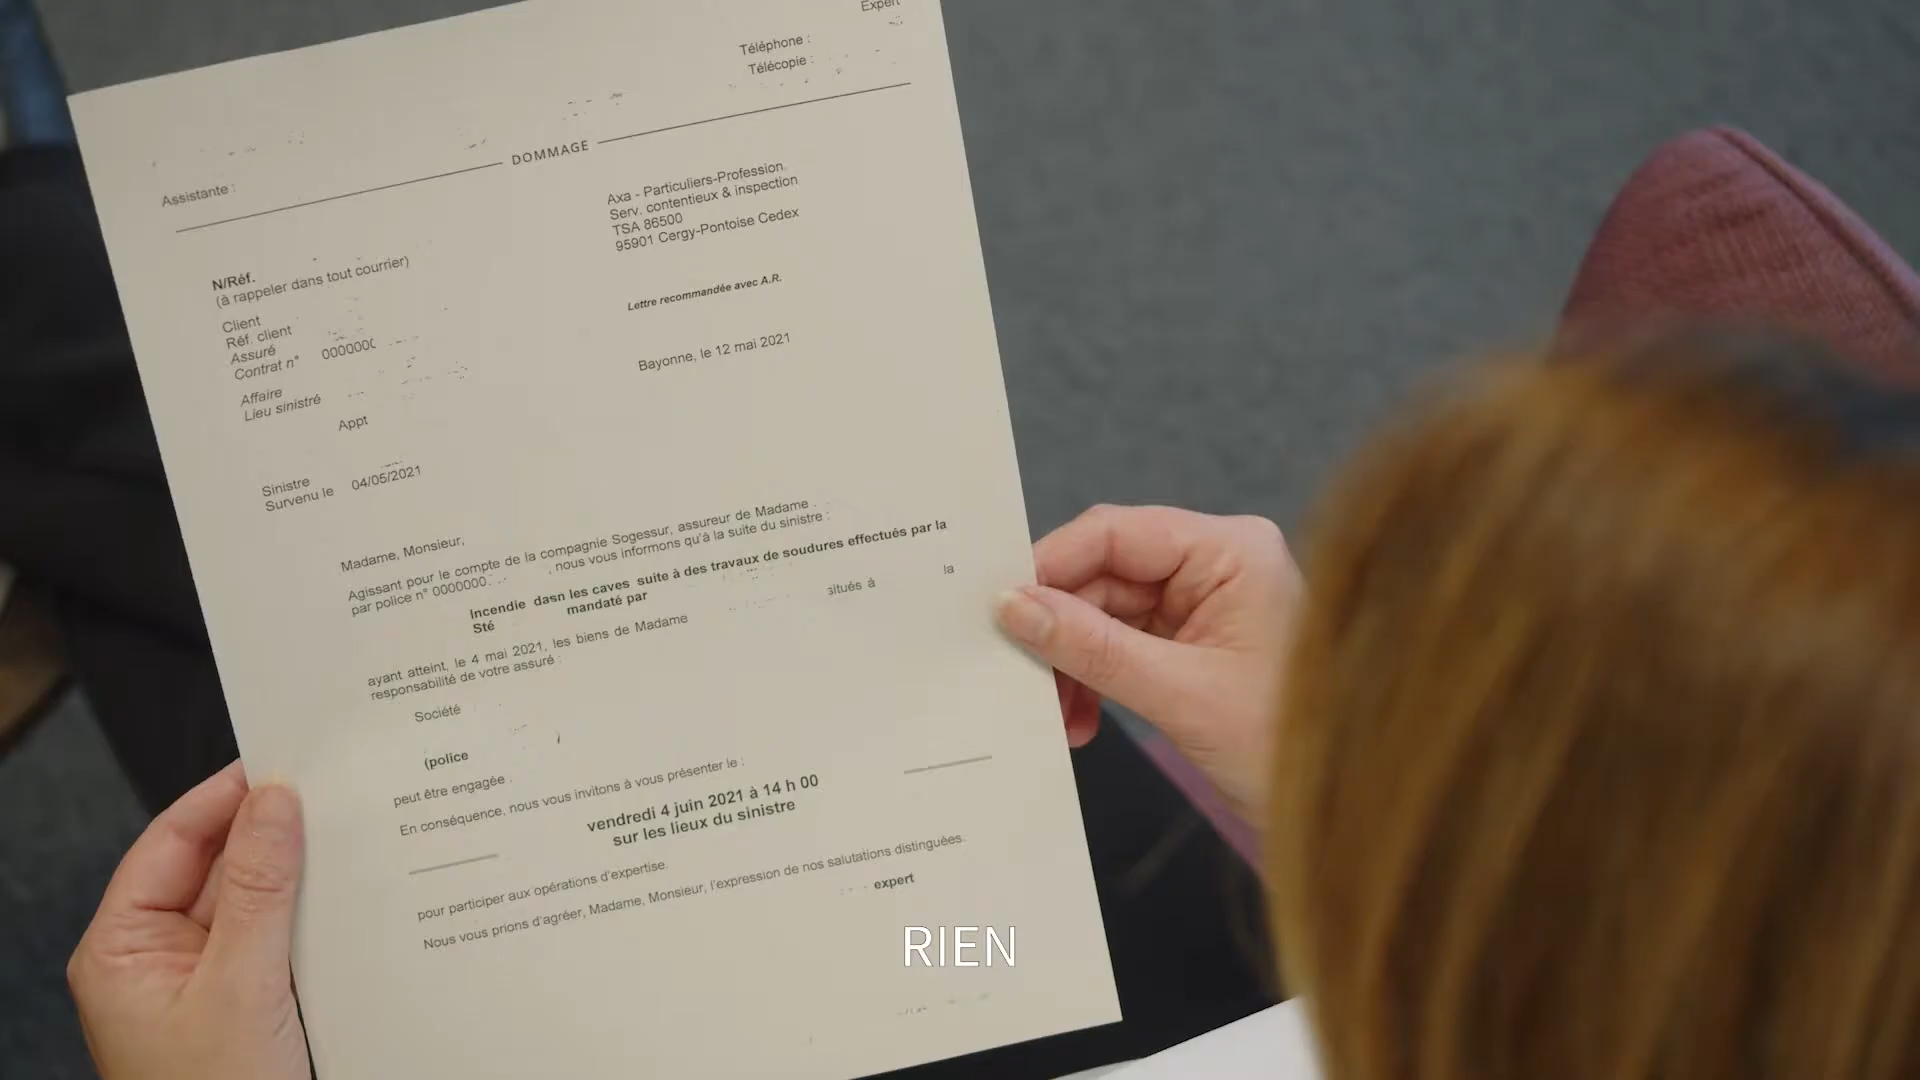 Expert
Téléphone :
Télécopie :
DOMMAGE
Assistante :
Axa - Particuliers-Profession.
Serv. contentieux & inspection
TSA 86500
95901 Cergy-Pontoise Cedex
N/Réf.
(à rappeler dans tout courrier)
Lettre recommandée avec A.R.
Client
Réf. client
Assuré
Contrat n° 000000
Bayonne, le 12 mai 2021
Affaire
Lieu sinistré
Appt
Sinistre
Survenu le 04/05/2021
Madame, Monsieur,
Agissant pour le compte de la compagnie Sogessur, assureur de Madame
par police n° 0000000 , nous vous informons qu'à la suite du sinistre :
Incendie dasn les caves suite à des travaux de soudures effectués par la
Sté mandaté par
ayant atteint, le 4 mai 2021, les biens de Madame situés à la
responsabilité de votre assuré :
Société
(police )
peut être engagée .
En conséquence, nous vous invitons à vous présenter le :
vendredi 4 juin 2021 à 14 h 00
sur les lieux du sinistre
pour participer aux opérations d'expertise.
Nous vous prions d'agréer, Madame, Monsieur, l'expression de nos salutations distinguées.
expert
RIEN